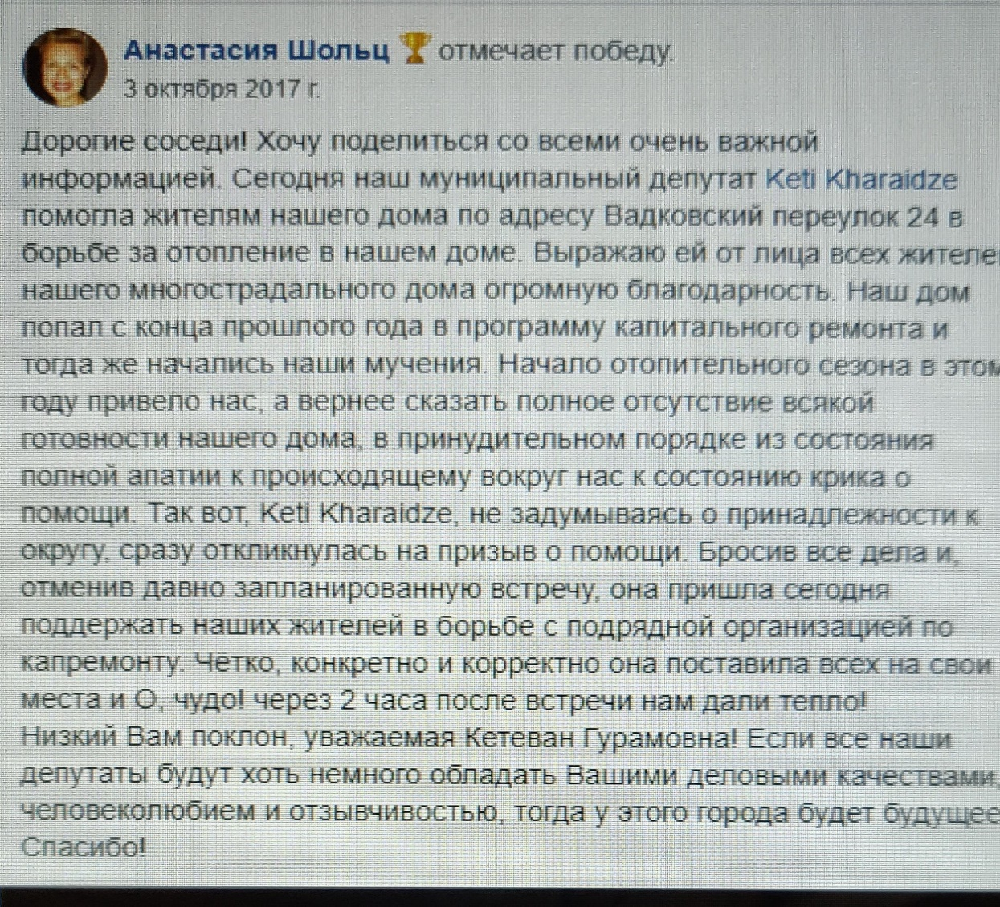 Анастасия Шольц 🏆 отмечает победу.
3 октября 2017 г.
Дорогие соседи! Хочу поделиться со всеми очень важной
информацией. Сегодня наш муниципальный депутат Keti Kharaidze
помогла жителям нашего дома по адресу Вадковский переулок 24 в
борьбе за отопление в нашем доме. Выражаю ей от лица всех жителе
нашего многострадального дома огромную благодарность. Наш дом
попал с конца прошлого года в программу капитального ремонта и
тогда же начались наши мучения. Начало отопительного сезона в этом
году привело нас, а вернее сказать полное отсутствие всякой
готовности нашего дома, в принудительном порядке из состояния
полной апатии к происходящему вокруг нас к состоянию крика о
помощи. Так вот, Keti Kharaidze, не задумываясь о принадлежности к
округу, сразу откликнулась на призыв о помощи. Бросив все дела и,
отменив давно запланированную встречу, она пришла сегодня
поддержать наших жителей в борьбе с подрядной организацией по
капремонту. Чётко, конкретно и корректно она поставила всех на свои
места и О, чудо! через 2 часа после встречи нам дали тепло!
Низкий Вам поклон, уважаемая Кетеван Гурамовна! Если все наши
депутаты будут хоть немного обладать Вашими деловыми качествами,
человеколюбием и отзывчивостью, тогда у этого города будет будущее
Спасибо!